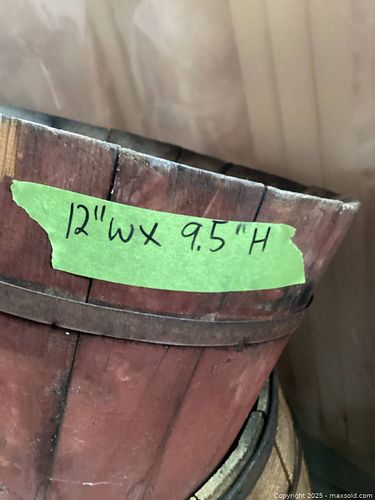 12" W X 9.5" H
Copyright 2025 - maxsold.com